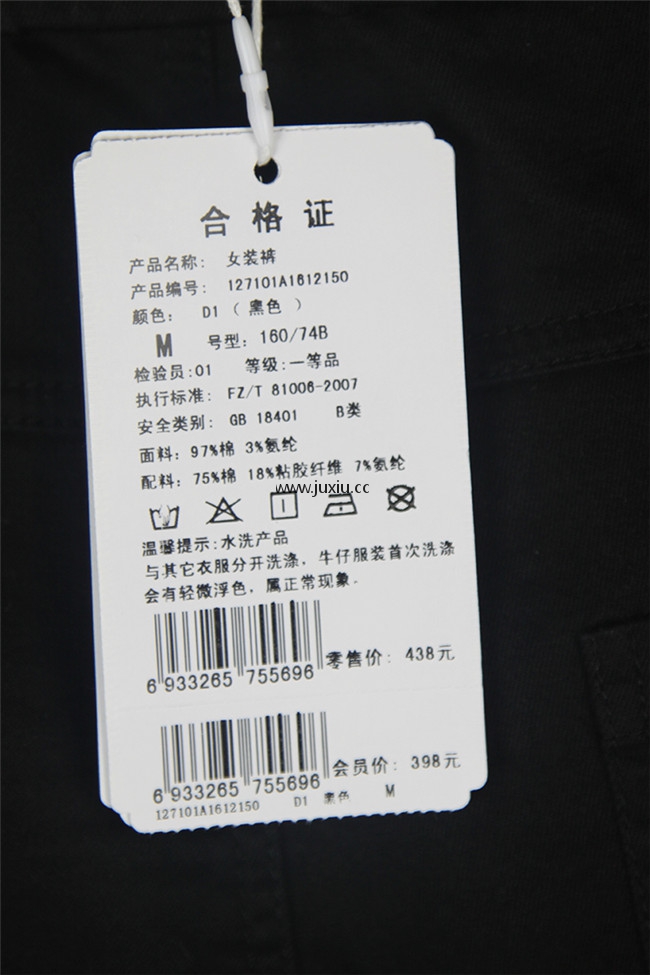 合格证
产品名称: 女装裤
产品编号: 127101A1612150
颜色: D1 ( 黑色 )
M 号型: 160/74B
检验员:01 等级:一等品
执行标准: FZ/T 81006-2007
安全类别: GB 18401 B类
面料: 97%棉 3%氨纶
配料: 75%棉 18%粘胶纤维 7%氨纶
www.juxiu.cc
温馨提示:水洗产品
与其它衣服分开洗涤, 牛仔服装首次洗涤
会有轻微浮色, 属正常现象.
零售价: 438元
6 933265 755696
会员价: 398元
6 933265 755696
127101A1612150 D1 黑色 M